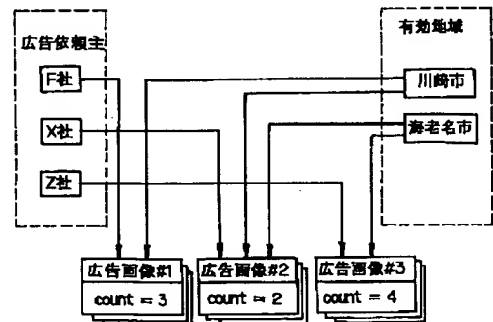 広告依頼主
有効地域
F社
川崎市
X社
海老名市
Z社
広告画像#1
広告画像#2
広告画像#3
count = 3
count = 2
count = 4